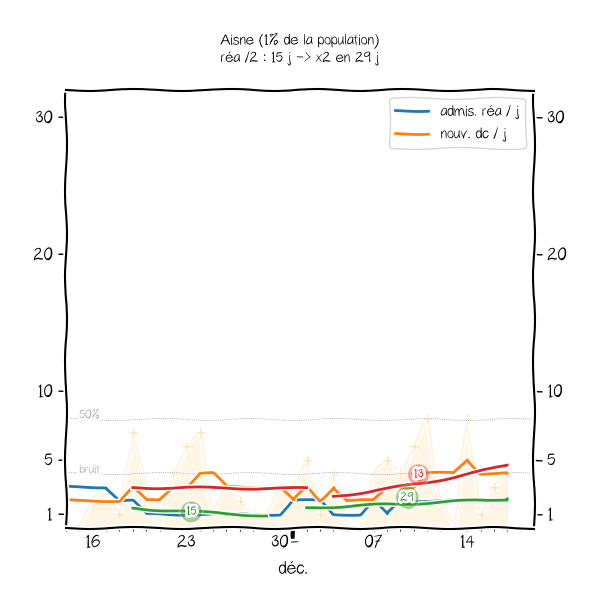 Aisne (1% de la population)
réa /2 : 15 j -> x2 en 29 j
admis. réa / j
nouv. dc / j
30 30
20 20
10 10
50%
5 5
bruit
13
29
15
1 1
16 23 30 07 14
déc.